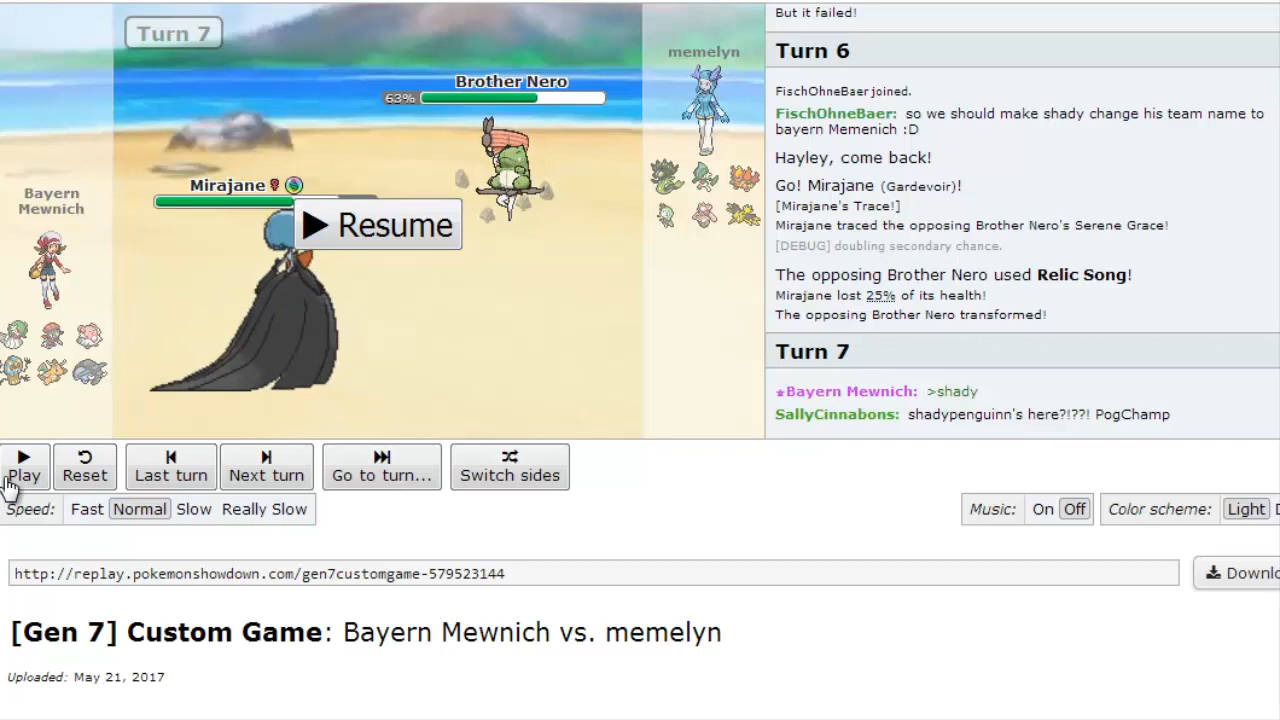 Turn 7
memelyn
Brother Nero
63%
Bayern
Mewnich
Mirajane
Resume
But it failed!
Turn 6
FischOhneBaer joined.
FischOhneBaer: so we should make shady change his team name to
bayern Memenich :D
Hayley, come back!
Go! Mirajane (Gardevoir)!
[Mirajane's Trace!]
Mirajane traced the opposing Brother Nero's Serene Grace!
[DEBUG] doubling secondary chance.
The opposing Brother Nero used Relic Song!
Mirajane lost 25% of its health!
The opposing Brother Nero transformed!
Turn 7
☆Bayern Mewnich: >shady
SallyCinnabons: shadypenguinn's here?!??! PogChamp
Play
Reset
Last turn
Next turn
Go to turn...
Switch sides
Speed: Fast Normal Slow Really Slow
Music: On Off
Color scheme: Light D
http://replay.pokemonshowdown.com/gen7customgame-579523144
Downlo
[Gen 7] Custom Game: Bayern Mewnich vs. memelyn
Uploaded: May 21, 2017